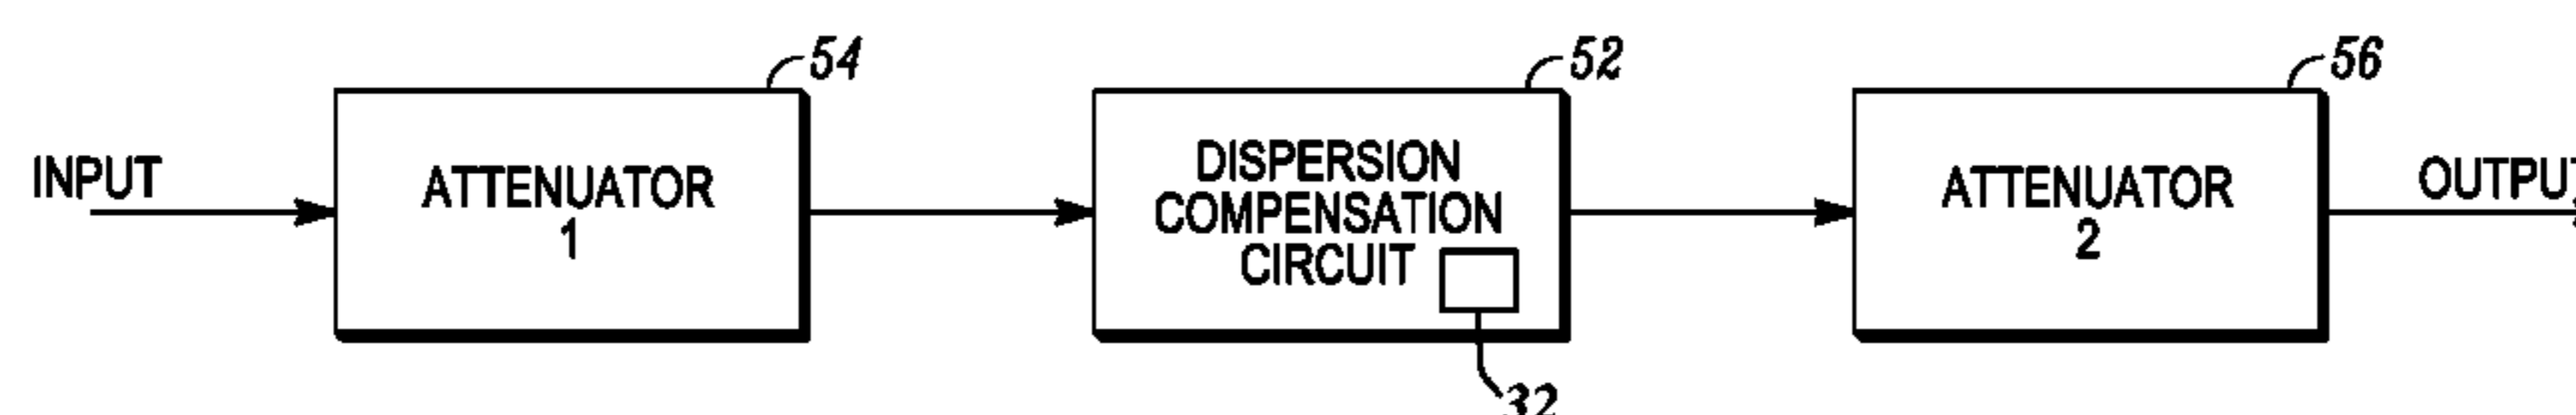 54
52
56
INPUT
ATTENUATOR
1
DISPERSION
COMPENSATION
CIRCUIT
ATTENUATOR
2
OUTPUT
32